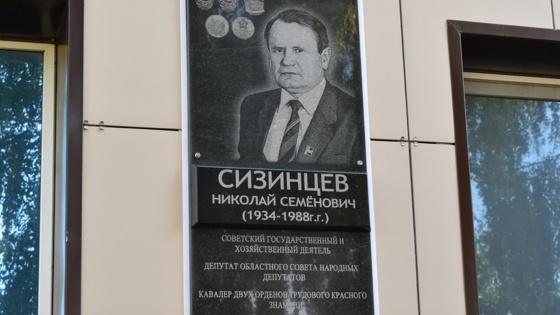 СИЗИНЦЕВ
НИКОЛАЙ СЕМЁНОВИЧ
(1934-1988г.г.)
СОВЕТСКИЙ ГОСУДАРСТВЕННЫЙ И
ХОЗЯЙСТВЕННЫЙ ДЕЯТЕЛЬ
ДЕПУТАТ ОБЛАСТНОГО СОВЕТА НАРОДНЫХ
ДЕПУТАТОВ
КАВАЛЕР ДВУХ ОРДЕНОВ ТРУДОВОГО КРАСНОГО
ЗНАМЕНИ